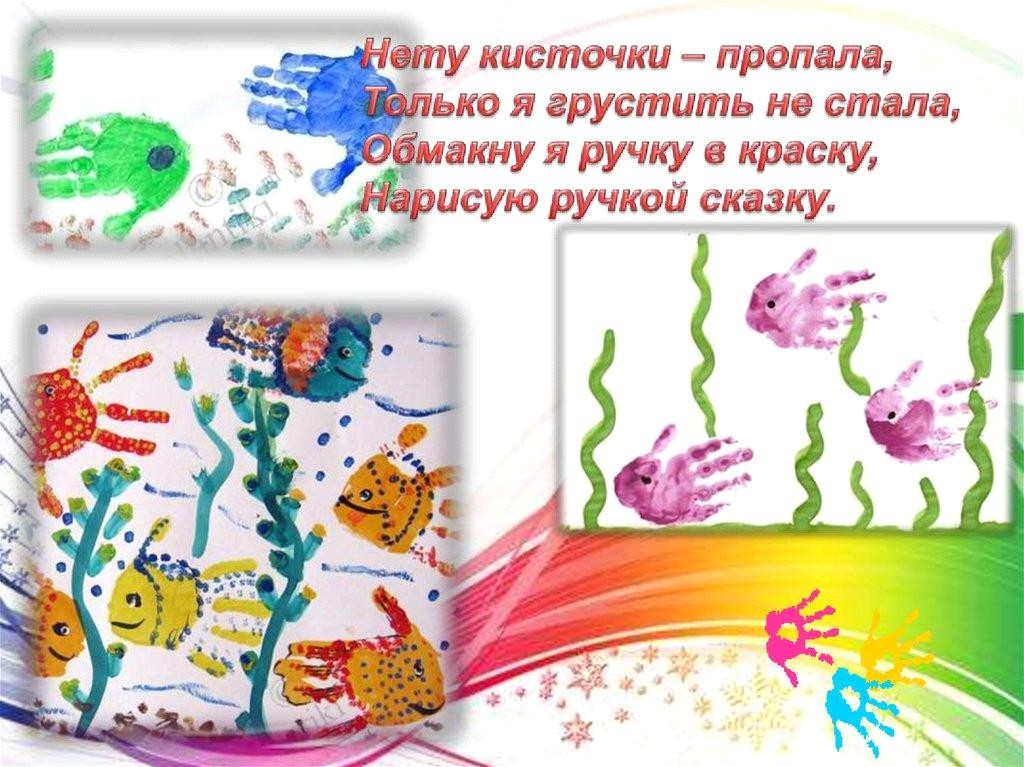 Нету кисточки – пропала,
Только я грустить не стала,
Обмакну я ручку в краску,
Нарисую ручкой сказку.